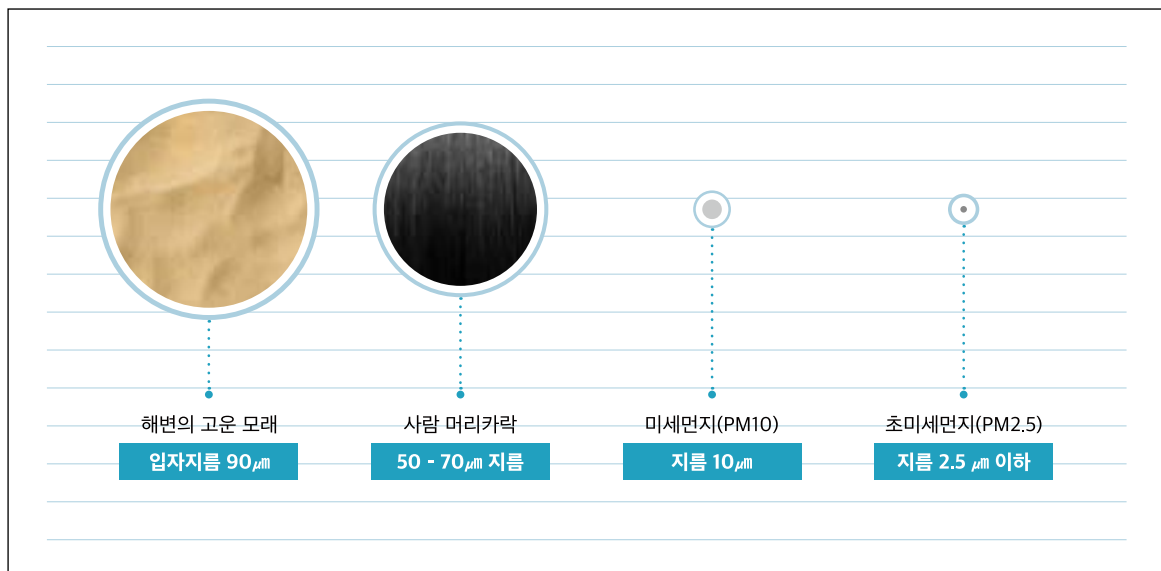 해변의 고운 모래
입자지름 90㎛
사람 머리카락
50 - 70㎛ 지름
미세먼지(PM10)
지름 10㎛
초미세먼지(PM2.5)
지름 2.5 ㎛ 이하